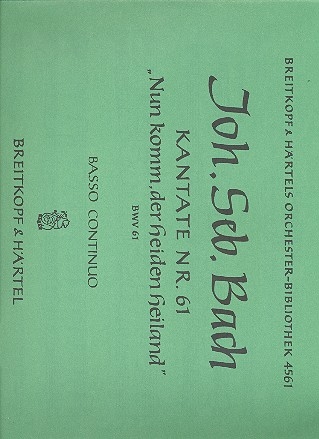 BREITKOPF & HÄRTELS ORCHESTER-BIBLIOTHEK 4561
Joh. Seb. Bach
KANTATE NR. 61
„Nun komm, der Heiden Heiland"
BWV 61
BASSO CONTINUO
BREITKOPF & HÄRTEL